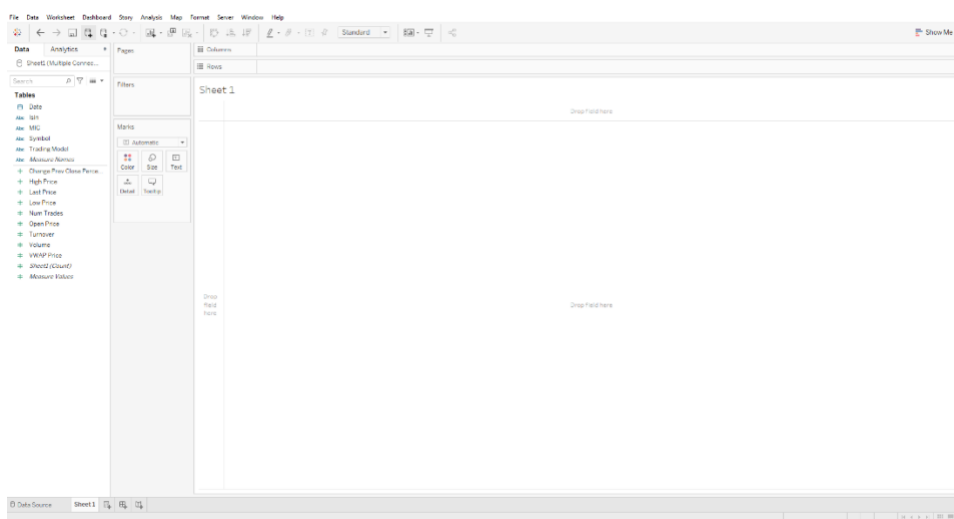 File Data Worksheet Dashboard Story Analysis Map Format Server Window Help
Standard
Show Me
Data Analytics
Pages
Columns
Sheet1 (Multiple Connec...
Rows
Search
Filters
Sheet 1
Tables
Date
Drop field here
MIC
Marks
Symbol
Automatic
Trading Model
Measure Names
Color Size Text
Change Prev Close Perce...
High Price
Last Price
Detail Tooltip
Low Price
Num Trades
Open Price
Turnover
Volume
VWAP Price
Sheet1 (Count)
Measure Values
Drop
field
here
Drop field here
Data Source
Sheet 1